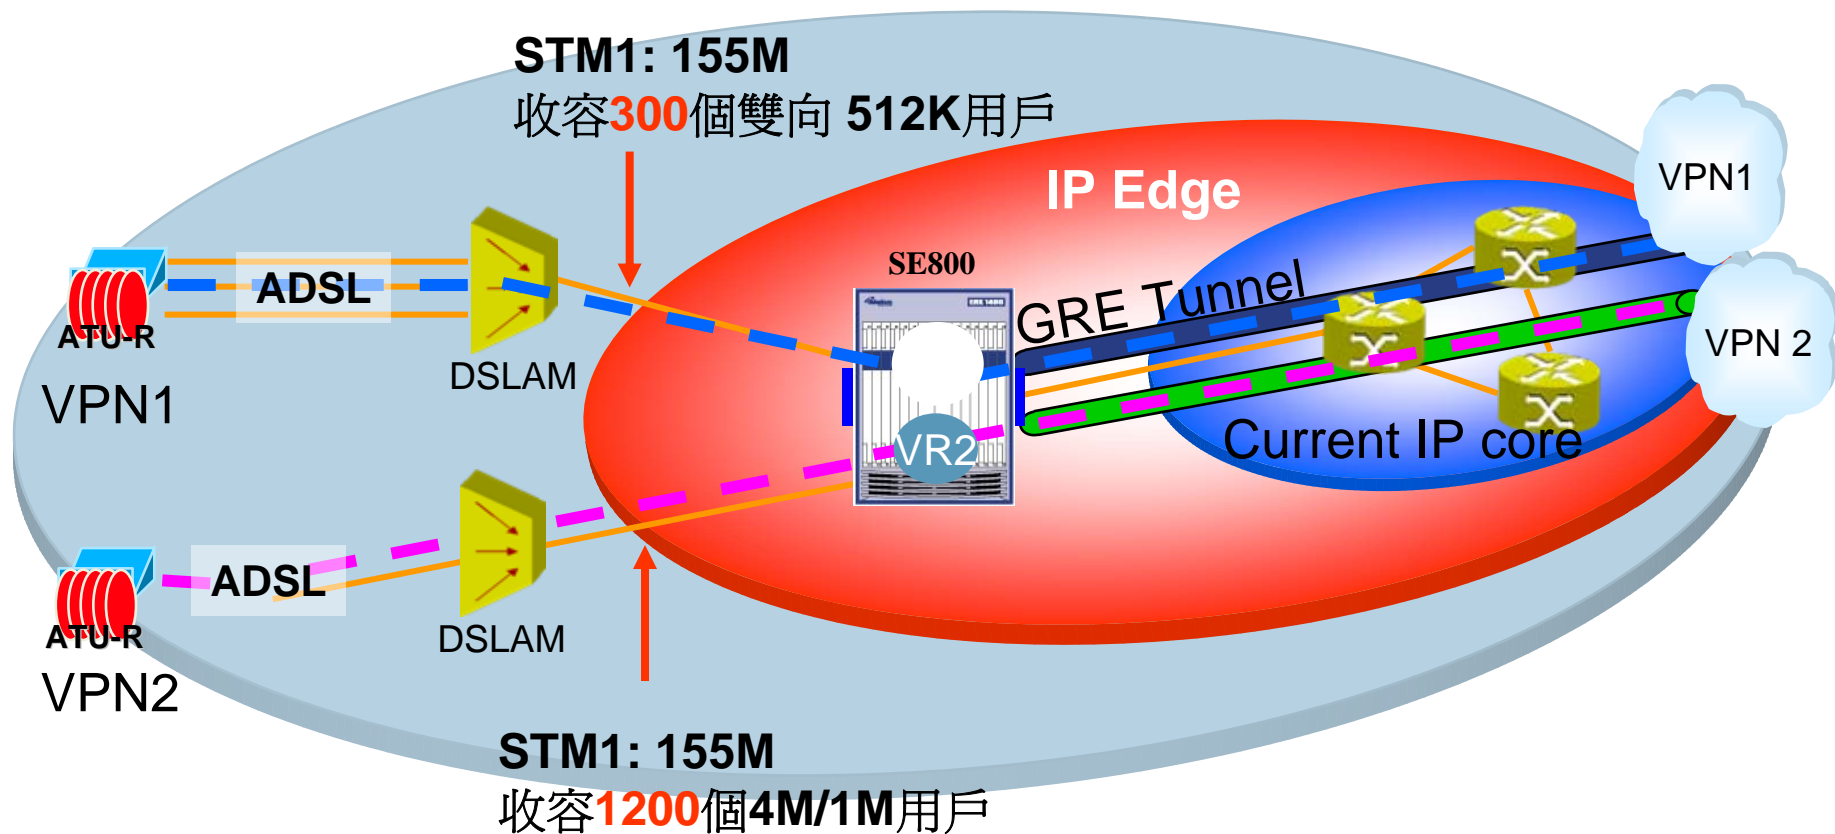 STM1: 155M
收容300個雙向 512K用戶
IP Edge
VPN1
SE800
ADSL
GRE Tunnel
ATU-R
DSLAM
VPN 2
VPN1
VR2
Current IP core
ADSL
ATU-R
DSLAM
VPN2
STM1: 155M
收容1200個4M/1M用戶